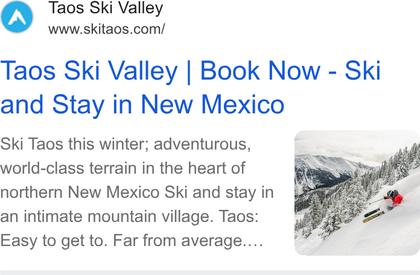 Taos Ski Valley
www.skitaos.com/
Taos Ski Valley | Book Now - Ski
and Stay in New Mexico
Ski Taos this winter; adventurous,
world-class terrain in the heart of
northern New Mexico Ski and stay in
an intimate mountain village. Taos:
Easy to get to. Far from average....